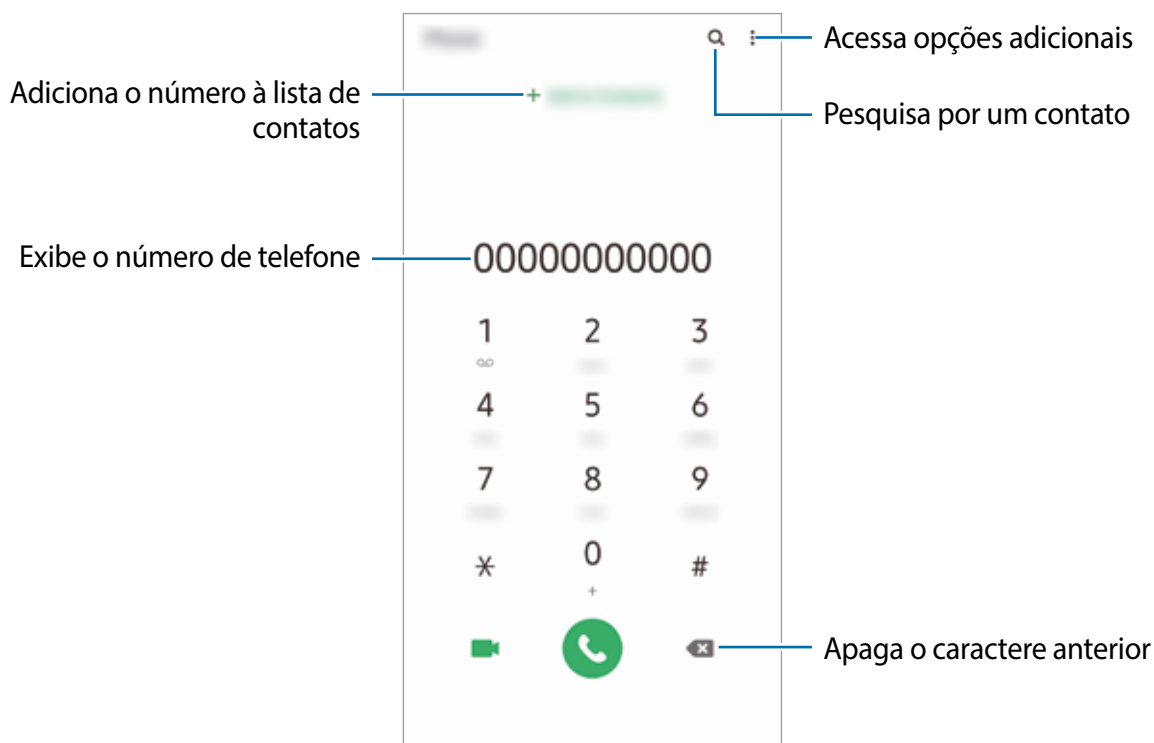 Acessa opções adicionais
Adiciona o número à lista de
contatos
+
Pesquisa por um contato
Exibe o número de telefone
00000000000
1 2 3
4 5 6
7 8 9
* 0 #
+
Apaga o caractere anterior